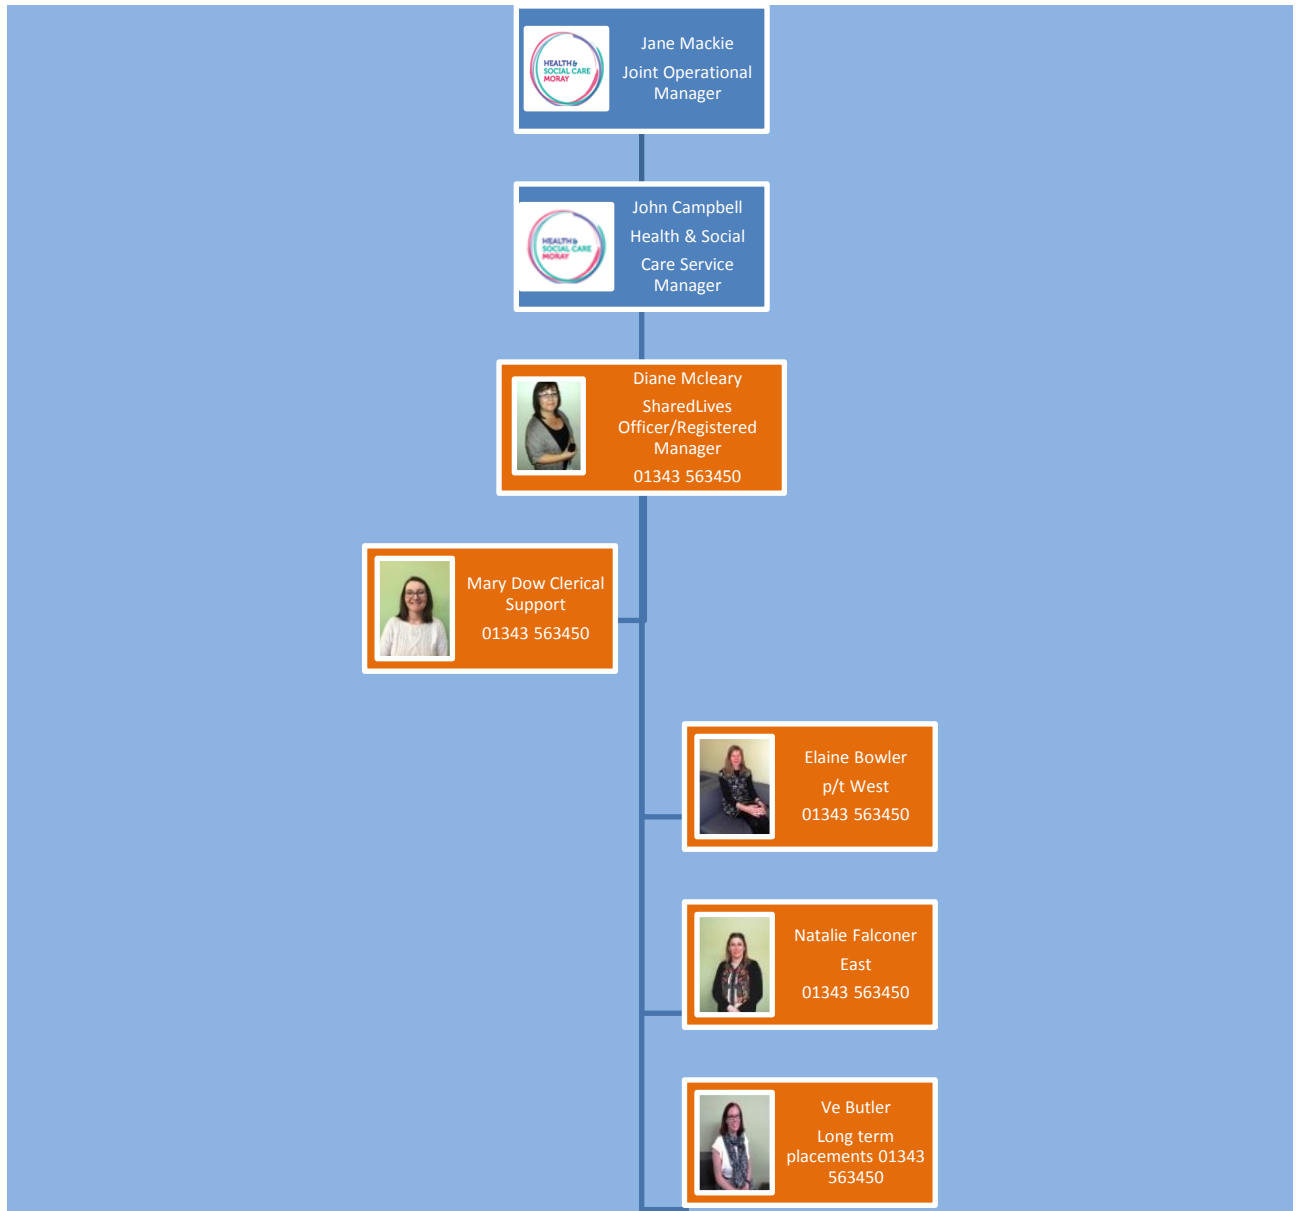 HEALTH&
SOCIAL CARE
MORAY
Jane Mackie
Joint Operational
Manager
HEALTH&
SOCIAL CARE
MORAY
John Campbell
Health & Social
Care Service
Manager
Diane Mcleary
SharedLives
Officer/Registered
Manager
01343 563450
Mary Dow Clerical
Support
01343 563450
Elaine Bowler
p/t West
01343 563450
Natalie Falconer
East
01343 563450
Ve Butler
Long term
placements 01343
563450